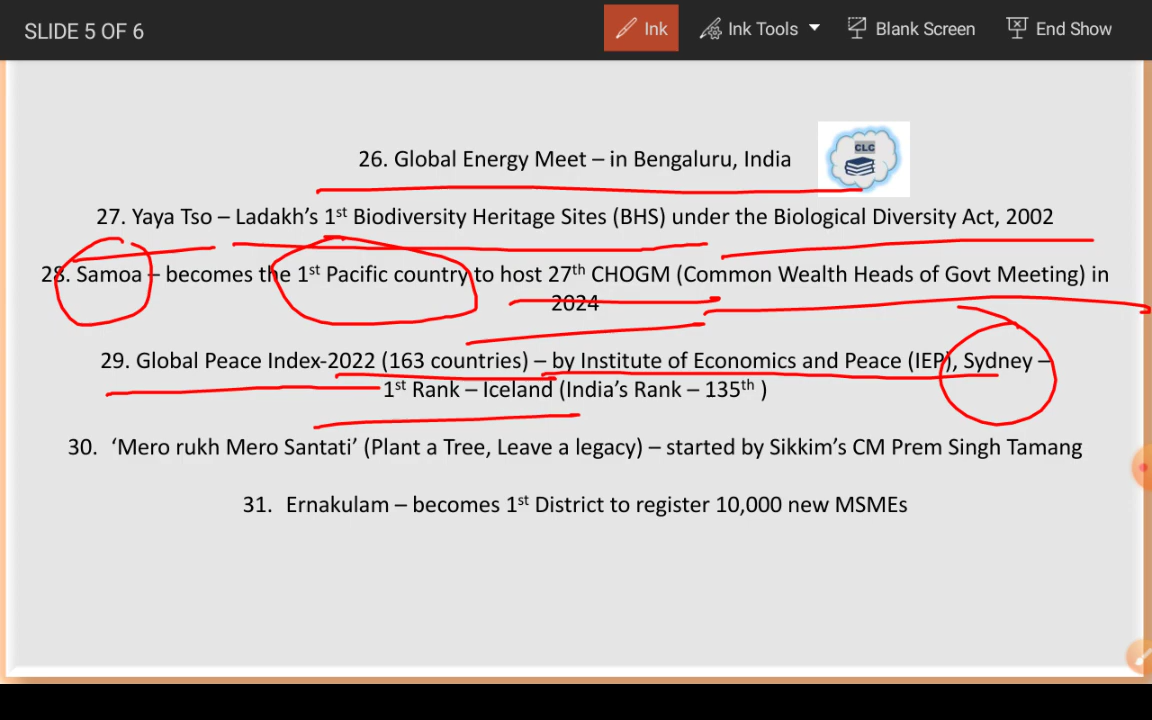 SLIDE 5 OF 6
Ink
Ink Tools
Blank Screen
End Show
CLC
26. Global Energy Meet – in Bengaluru, India
27. Yaya Tso – Ladakh's 1st Biodiversity Heritage Sites (BHS) under the Biological Diversity Act, 2002
28. Samoa – becomes the 1st Pacific country to host 27th CHOGM (Common Wealth Heads of Govt Meeting) in
2024
29. Global Peace Index-2022 (163 countries) – by Institute of Economics and Peace (IEP), Sydney –
1st Rank – Iceland (India's Rank – 135th )
30. 'Mero rukh Mero Santati' (Plant a Tree, Leave a legacy) – started by Sikkim's CM Prem Singh Tamang
31. Ernakulam – becomes 1st District to register 10,000 new MSMEs